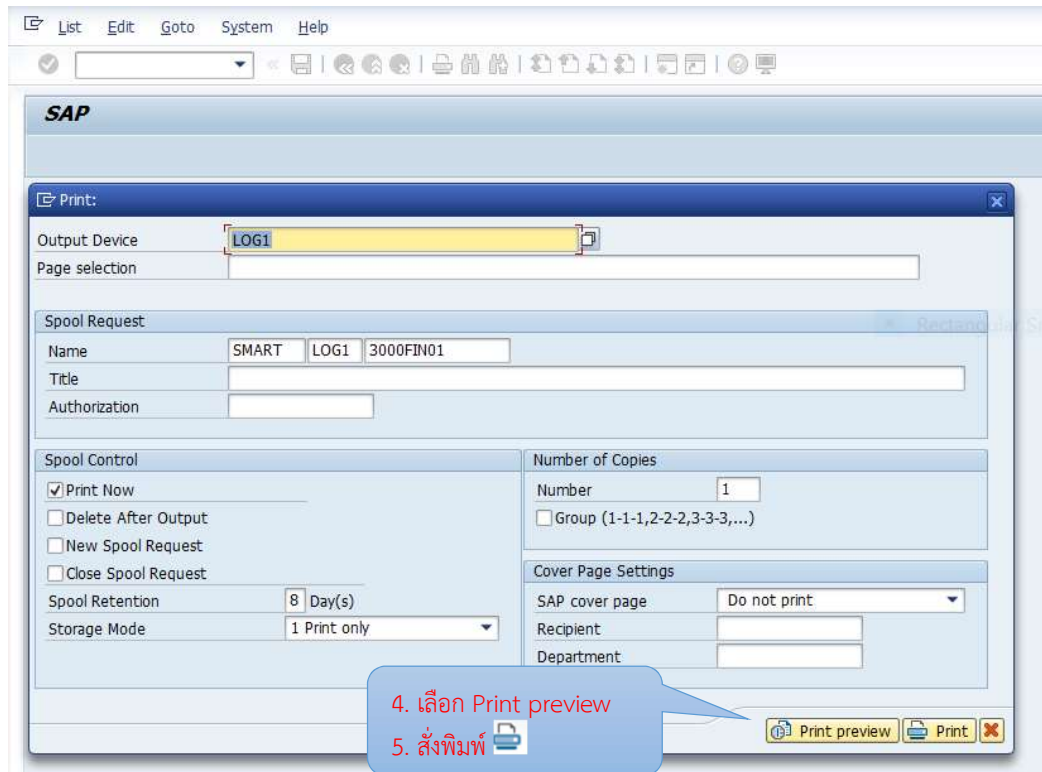 List Edit Goto System Help
SAP
Print:
Output Device LOG1
Page selection
Spool Request
Rectangular S
Name SMART LOG1 3000FIN01
Title
Authorization
Spool Control Number of Copies
Print Now Number 1
Delete After Output Group (1-1-1,2-2-2,3-3-3,...)
New Spool Request
Close Spool Request Cover Page Settings
Spool Retention 8 Day(s) SAP cover page Do not print
Storage Mode 1 Print only Recipient
Department
4. เลือก Print preview
5. สั่งพิมพ์
Print preview Print